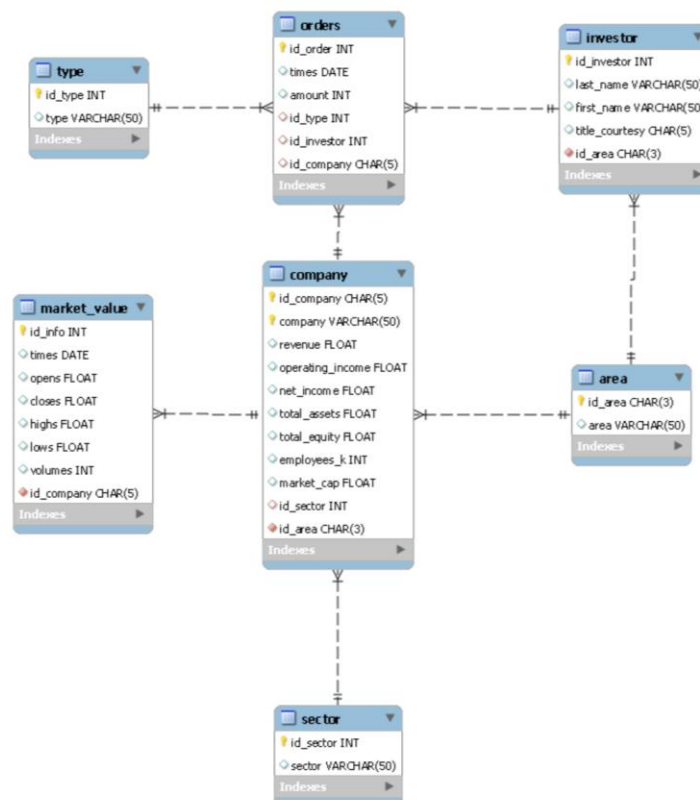 orders
id_order INT
times DATE
amount INT
id_type INT
id_investor INT
id_company CHAR(5)
Indexes
type
id_type INT
type VARCHAR(50)
Indexes
investor
id_investor INT
last_name VARCHAR(50)
first_name VARCHAR(50
title_courtesy CHAR(5)
id_area CHAR(3)
Indexes
company
id_company CHAR(5)
company VARCHAR(50)
revenue FLOAT
operating_income FLOAT
net_income FLOAT
total_assets FLOAT
total_equity FLOAT
employees_k INT
market_cap FLOAT
id_sector INT
id_area CHAR(3)
Indexes
market_value
id_info INT
times DATE
opens FLOAT
closes FLOAT
highs FLOAT
lows FLOAT
volumes INT
id_company CHAR(5)
Indexes
area
id_area CHAR(3)
area VARCHAR(50)
Indexes
sector
id_sector INT
sector VARCHAR(50)
Indexes